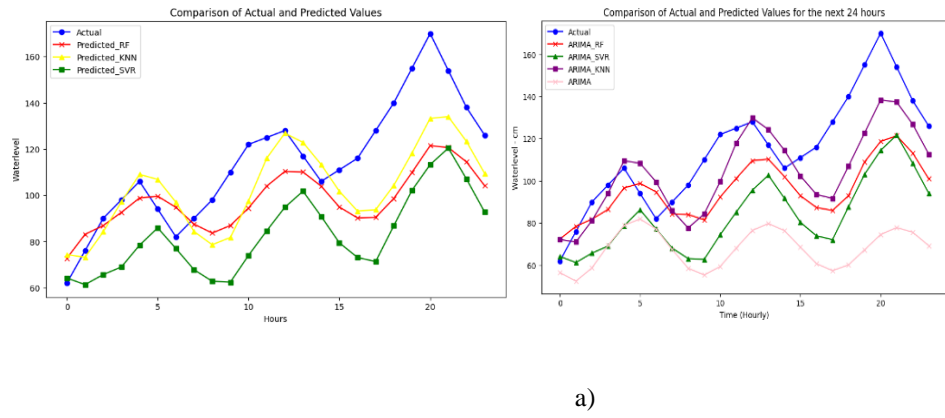 Comparison of Actual and Predicted Values
Actual
Predicted_RF
Predicted_KNN
Predicted_SVR
Waterlevel
160
140
120
100
80
60
0 5 10 15 20
Hours
Comparison of Actual and Predicted Values for the next 24 hours
Actual
ARIMA_RF
ARIMA_SVR
ARIMA_KNN
ARIMA
Waterlevel - cm
160
140
120
100
80
60
0 5 10 15 20
Time (Hourly)
a)